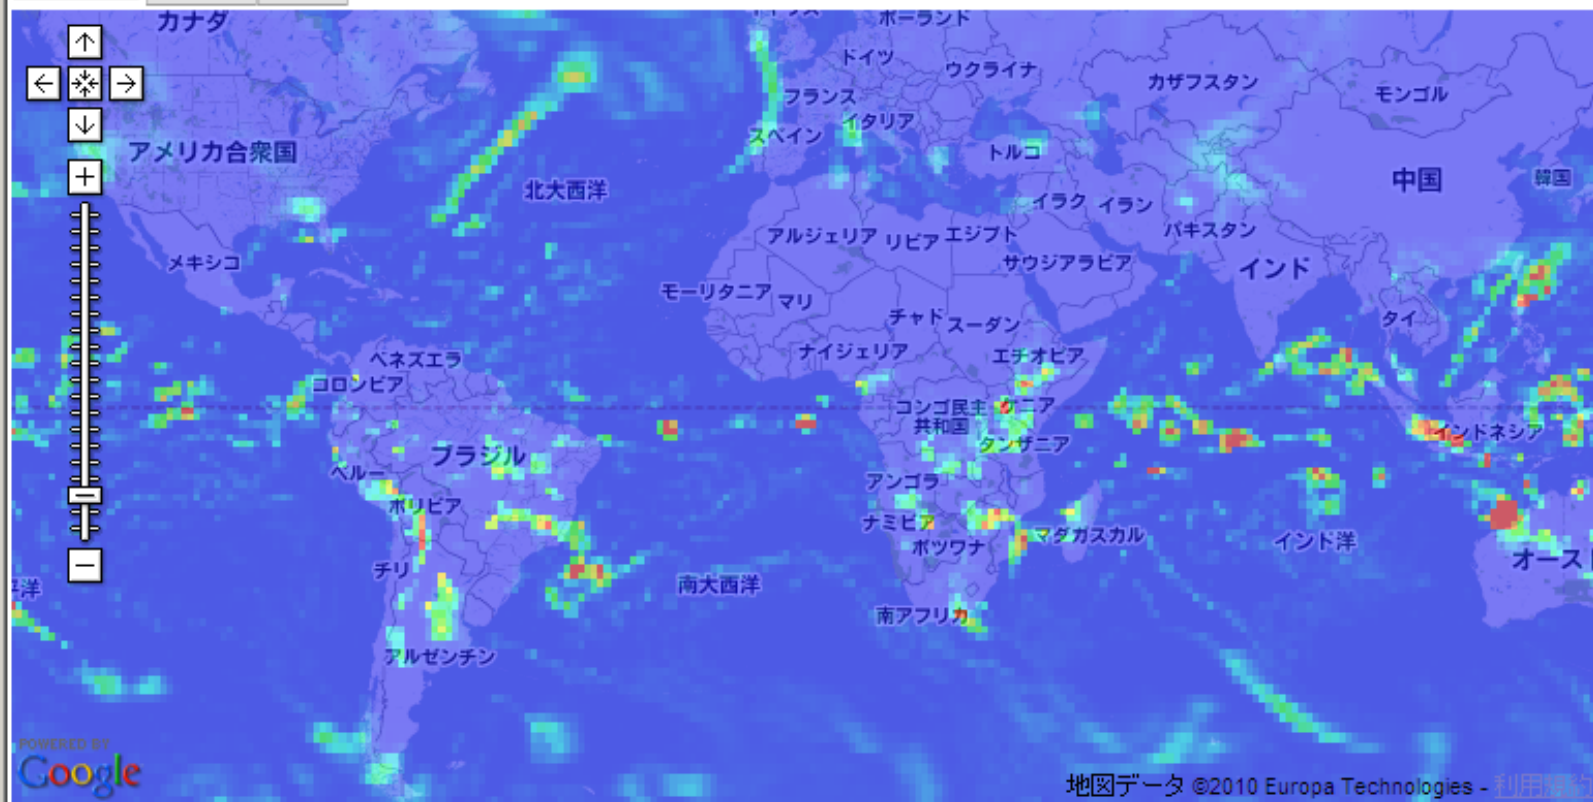 カナダ
ポーランド
ドイツ
ウクライナ
カザフスタン
モンゴル
フランス
イタリア
スペイン
トルコ
アメリカ合衆国
北大西洋
中国
韓国
イラク
イラン
パキスタン
アルジェリア
リビア
エジプト
サウジアラビア
インド
メキシコ
モーリタニア
マリ
チャド
スーダン
タイ
ナイジェリア
エチオピア
ベネズエラ
コロンビア
コンゴ民主
共和国
ケニア
タンザニア
インドネシア
ブラジル
ペルー
アンゴラ
ボリビア
ナミビア
ボツワナ
マダガスカル
インド洋
オース
チリ
南大西洋
平洋
南アフリカ
アルゼンチン
POWERED BY
Google
地図データ ©2010 Europa Technologies - 利用規約